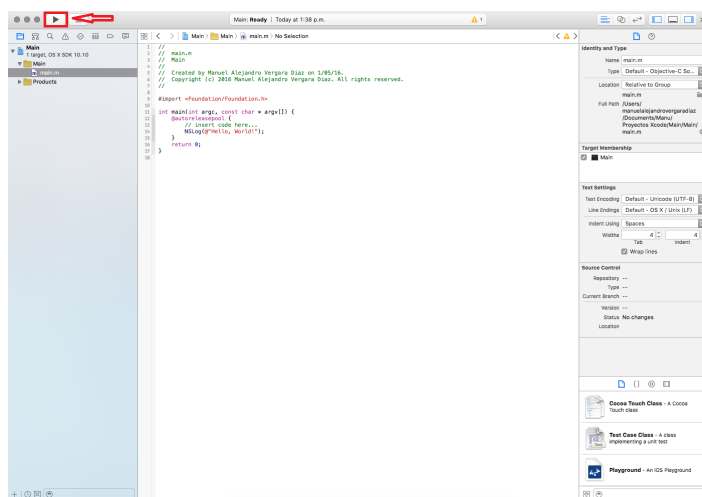 Main: Ready | Today at 1:38 p.m.
1
Main
1 target, OS X SDK 10.10
Main
main.m
Products
Main
Main
main.m
No Selection
1 //
2 // main.m
3 // Main
4 //
5 // Created by Manuel Alejandro Vergara Diaz on 1/05/16.
6 // Copyright (c) 2016 Manuel Alejandro Vergara Diaz. All rights reserved.
7 //
8
9 #import <Foundation/Foundation.h>
10
11 int main(int argc, const char * argv[]) {
12 @autoreleasepool {
13 // insert code here...
14 NSLog(@"Hello, World!");
15 }
16 return 0;
17 }
18
Identity and Type
Name main.m
Type Default - Objective-C So...
Location Relative to Group
main.m
Full Path /Users/
manuelalejandrovergaradiaz
/Documents/Manu/
Proyectos Xcode/Main/Main/
main.m
Target Membership
Main
Text Settings
Text Encoding Default - Unicode (UTF-8)
Line Endings Default - OS X / Unix (LF)
Indent Using Spaces
Widths 4 4
Tab Indent
Wrap lines
Source Control
Repository --
Type --
Current Branch --
Version --
Status No changes
Location
{ }
Cocoa Touch Class - A Cocoa
Touch class
Test Case Class - A class
implementing a unit test
Playground - An iOS Playground